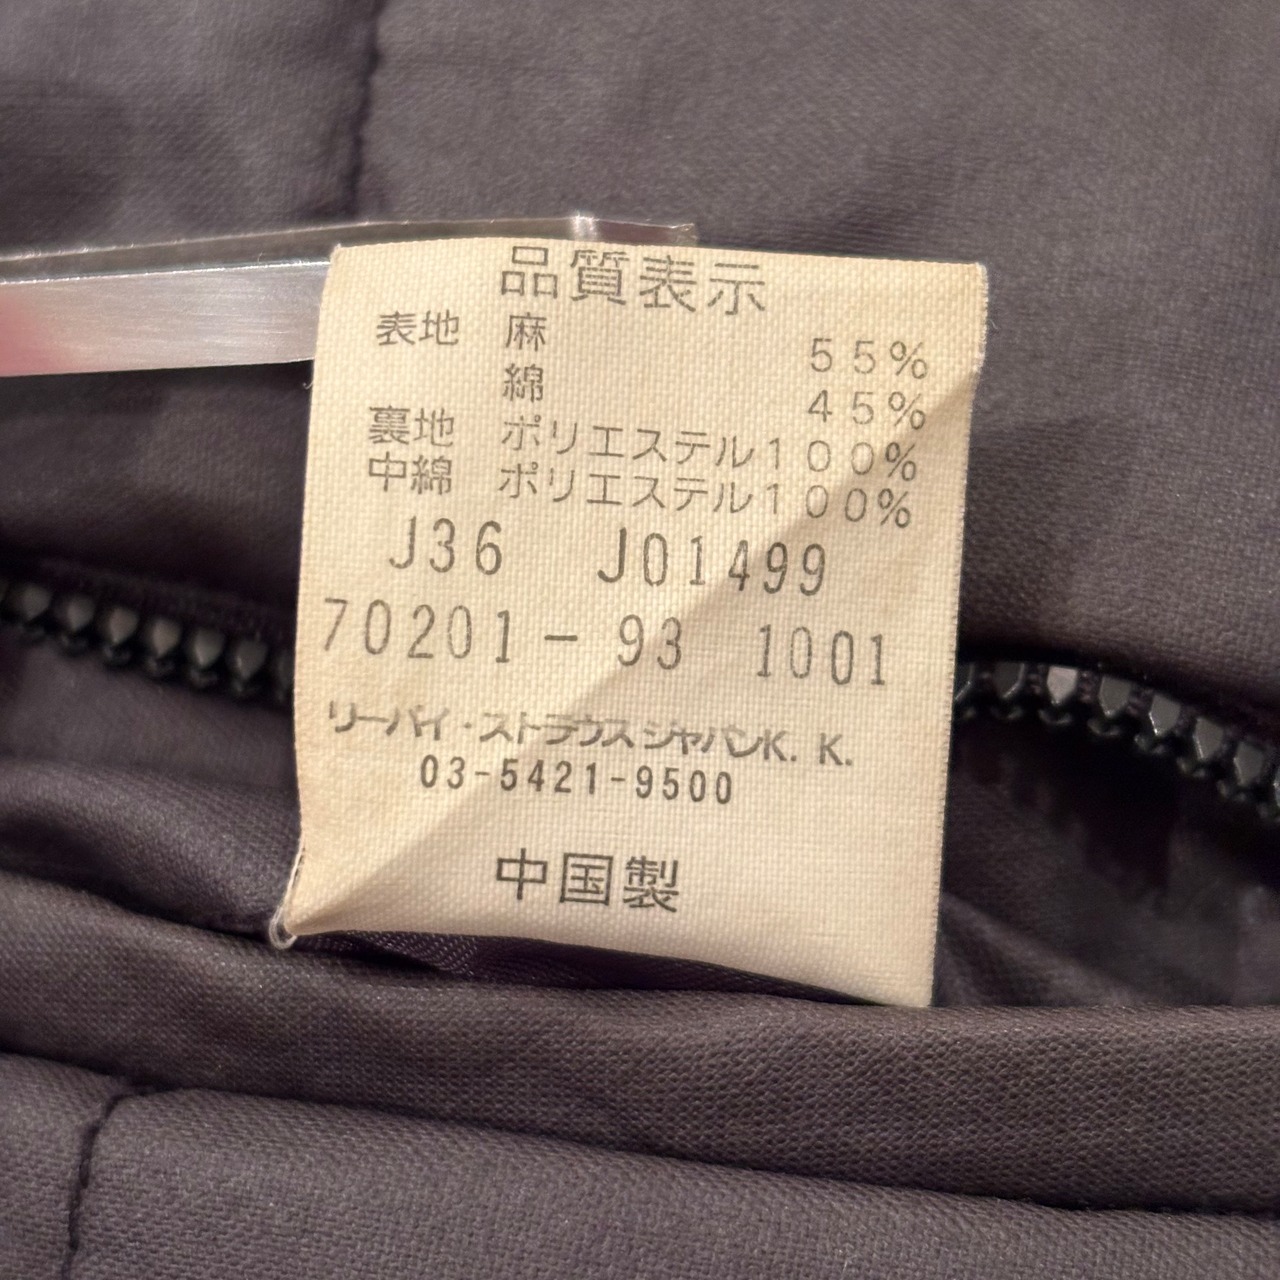 品質表示
表地 麻 55%
綿 45%
裏地 ポリエステル100%
中綿 ポリエステル100%
J36 J01499
70201-93 1001
リーバイ・ストラウスジャパンK.K.
03-5421-9500
中国製